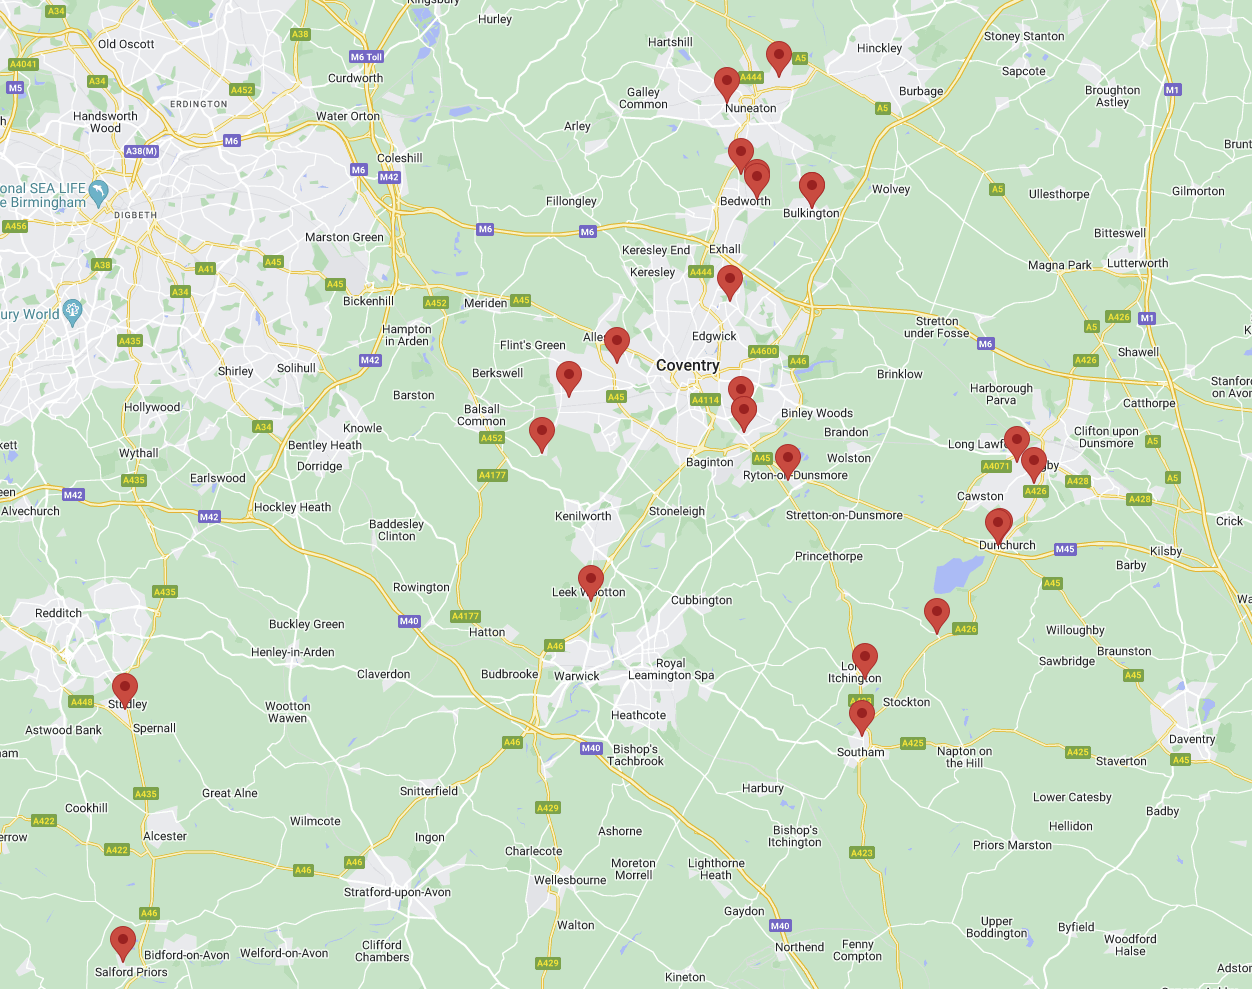 Kingsbury
A34
Old Oscott
A38
Hurley
Hartshill
A5
Hinckley
Stoney Stanton
A4041
M6 Toll
Curdworth
A444
Sapcote
M5
A34
A452
Galley
Common
Burbage
Broughton
Astley
M1
ERDINGTON
Nuneaton
A5
Handsworth
Wood
Water Orton
Arley
M6
A38(M)
Coleshill
M6
M42
onal SEA LIFE
e Birmingham
Fillongley
Bedworth
Bulkington
Wolvey
A5
Ullesthorpe
Gilmorton
DIGBETH
A456
Marston Green
M6
M6
Bitteswell
Keresley End
Exhall
A38
A41
A45
Keresley
A444
Magna Park
Lutterworth
A34
A45
Bickenhill
A452
Meriden
A45
ury World
Hampton
in Arden
Stretton
under Fosse
A426
A5
M1
A435
Flint's Green
Edgwick
M6
Shawell
M42
Coventry
A4600
A46
A426
Shirley
Solihull
Berkswell
Brinklow
Harborough
Parva
Barston
A45
A4114
Catthorpe
Hollywood
Balsall
Common
Binley Woods
A34
Knowle
A452
Brandon
Clifton upon
Dunsmore
A5
Wythall
Bentley Heath
Dorridge
Baginton
A45
Wolston
A4071
A435
Earlswood
A4177
Ryton-on-Dunsmore
A428
A5
M42
Cawston
A426
A428
Alvechurch
M42
Hockley Heath
Kenilworth
Stoneleigh
Stretton-on-Dunsmore
Crick
Baddesley
Clinton
Dunchurch
M45
Kilsby
Princethorpe
Barby
A435
Rowington
Leek Wootton
A45
Redditch
Cubbington
A4177
Buckley Green
M40
Hatton
A426
Willoughby
Henley-in-Arden
A46
Braunston
Claverdon
Budbrooke
Warwick
Royal
Leamington Spa
Itchington
Sawbridge
A45
A448
Wootton
Wawen
Heathcote
Stockton
Astwood Bank
Spernall
A46
M40
Bishop's
Tachbrook
Southam
A425
Napton on
the Hill
A425
Staverton
Daventry
A45
Cookhill
A435
Great Alne
Snitterfield
Harbury
Lower Catesby
Badby
A422
Wilmcote
A429
Alcester
Ingon
Ashorne
Bishop's
Itchington
Hellidon
A422
Charlecote
A423
Priors Marston
A46
A46
Moreton
Morrell
Lighthorne
Heath
Stratford-upon-Avon
Wellesbourne
A46
Gaydon
Walton
M40
Upper
Boddington
Byfield
Woodford
Halse
Salford Priors
Bidford-on-Avon
Welford-on-Avon
Clifford
Chambers
Northend
Fenny
Compton
A429
Kineton